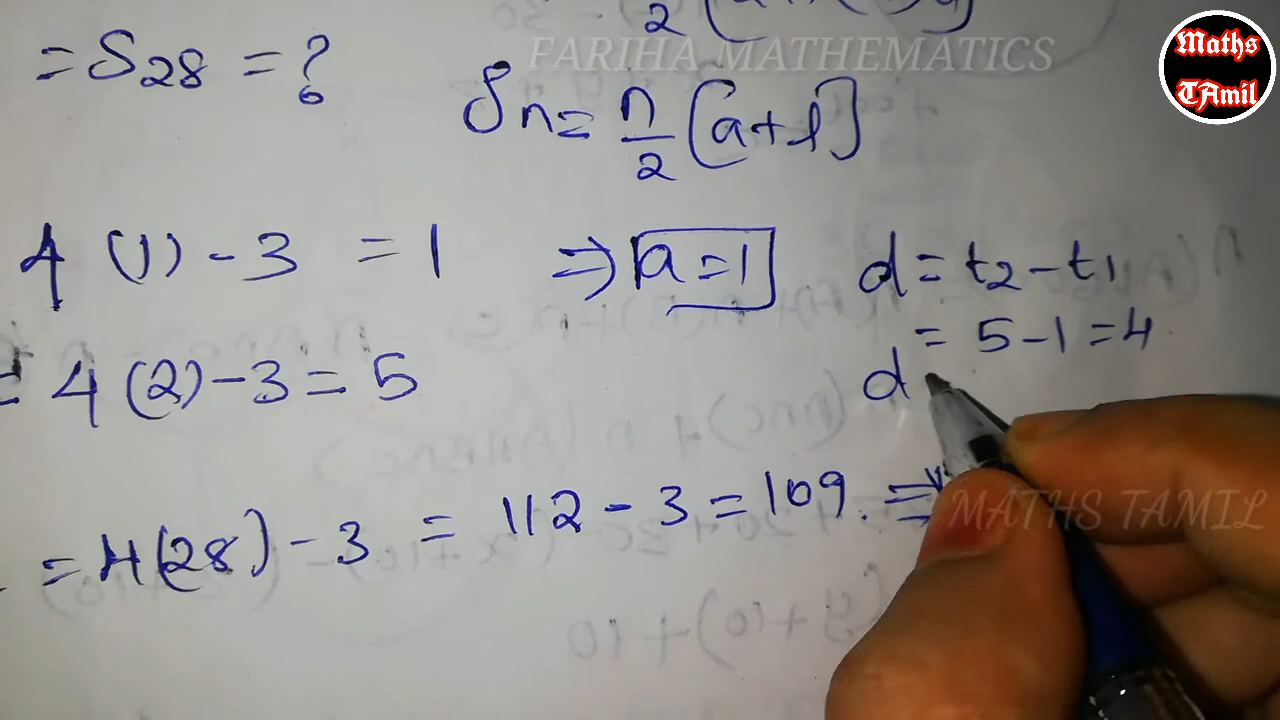 FARIHA MATHEMATICS
Maths
TAmil
= S28 = ?
Sn = n/2 [a+l]
4 (1) - 3 = 1 ⇒ a = 1
d = t2 - t1
= 5 - 1 = 4
= 4 (2) - 3 = 5
d
= 4(28) - 3 = 112 - 3 = 109. ⇒
MATHS TAMIL